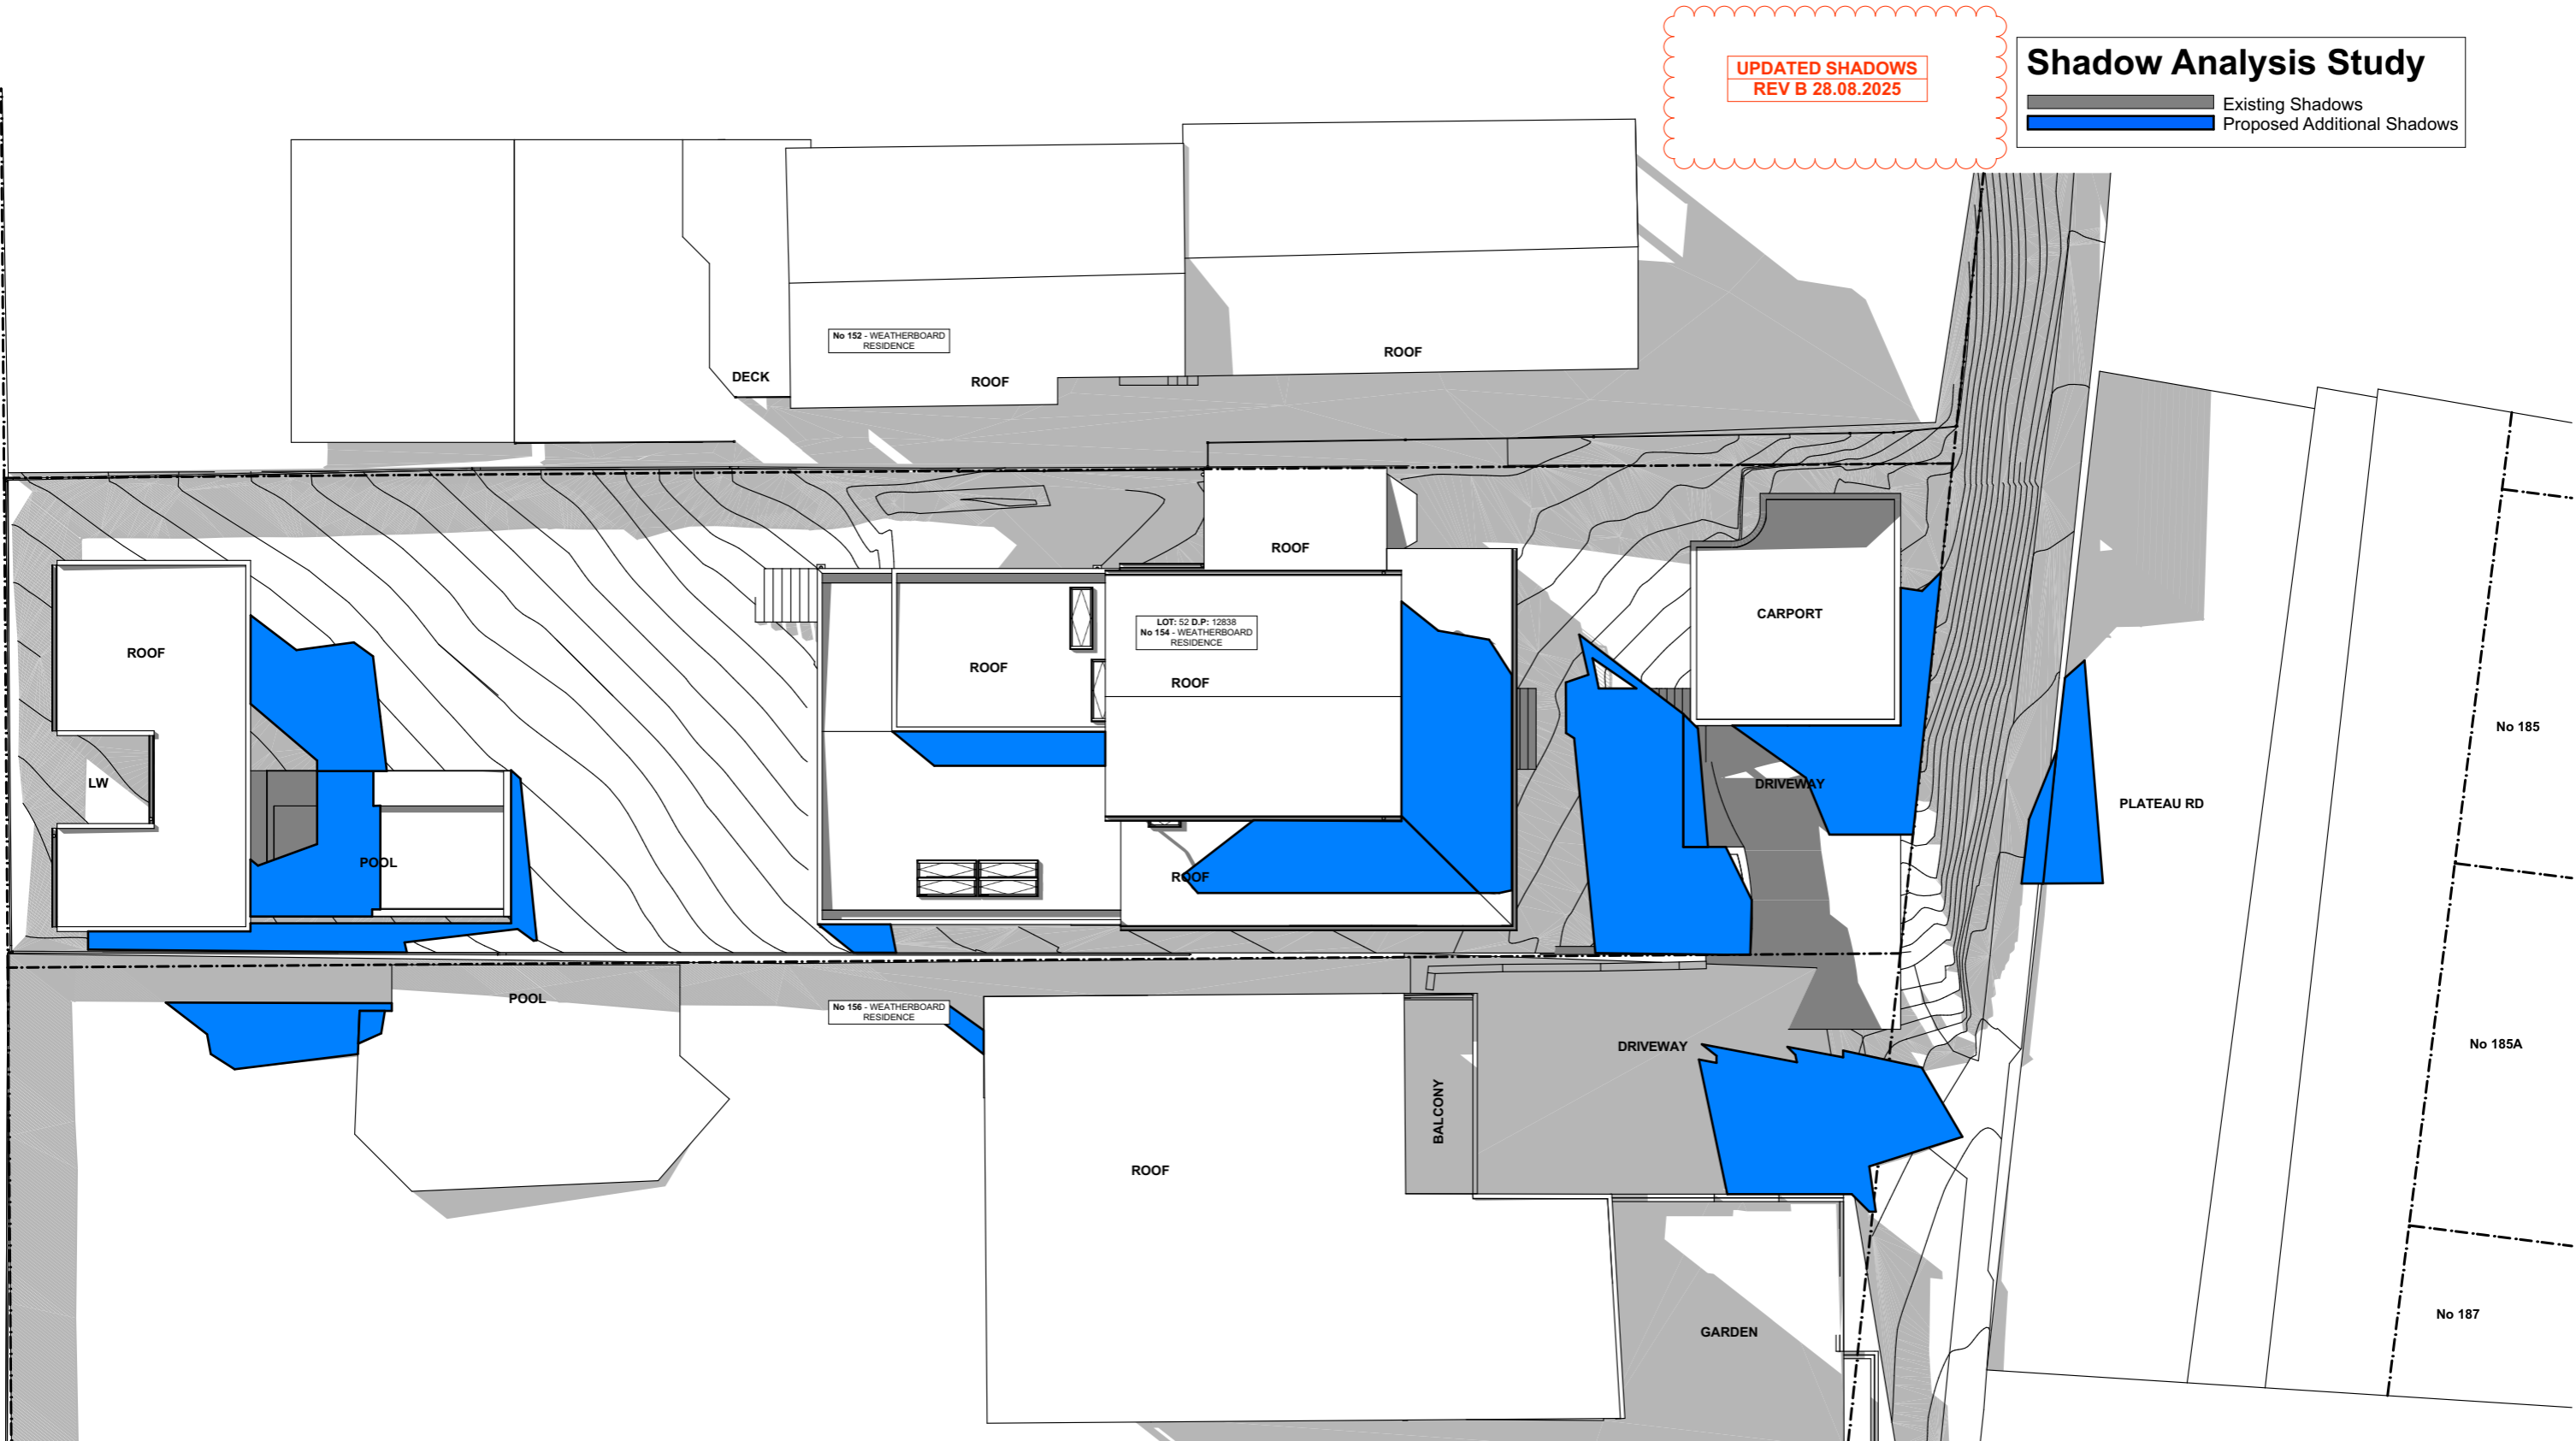 UPDATED SHADOWS
REV B 28.08.2025
Shadow Analysis Study
Existing Shadows
Proposed Additional Shadows
No 152 - WEATHERBOARD
RESIDENCE
DECK
ROOF
ROOF
ROOF
LW
POOL
ROOF
LOT: 52 D.P: 12838
No 154 - WEATHERBOARD
RESIDENCE
ROOF
ROOF
ROOF
CARPORT
DRIVEWAY
PLATEAU RD
No 185
No 185A
No 187
POOL
No 156 - WEATHERBOARD
RESIDENCE
ROOF
BALCONY
DRIVEWAY
GARDEN